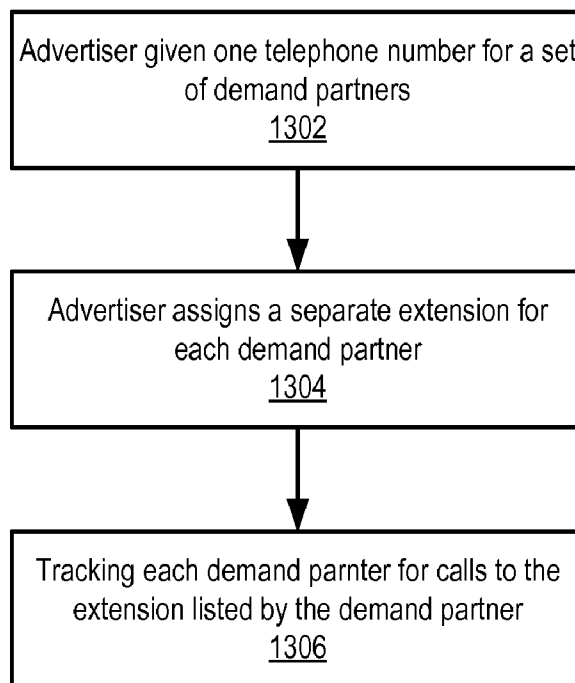 Advertiser given one telephone number for a set
of demand partners
1302
Advertiser assigns a separate extension for
each demand partner
1304
Tracking each demand parnter for calls to the
extension listed by the demand partner
1306